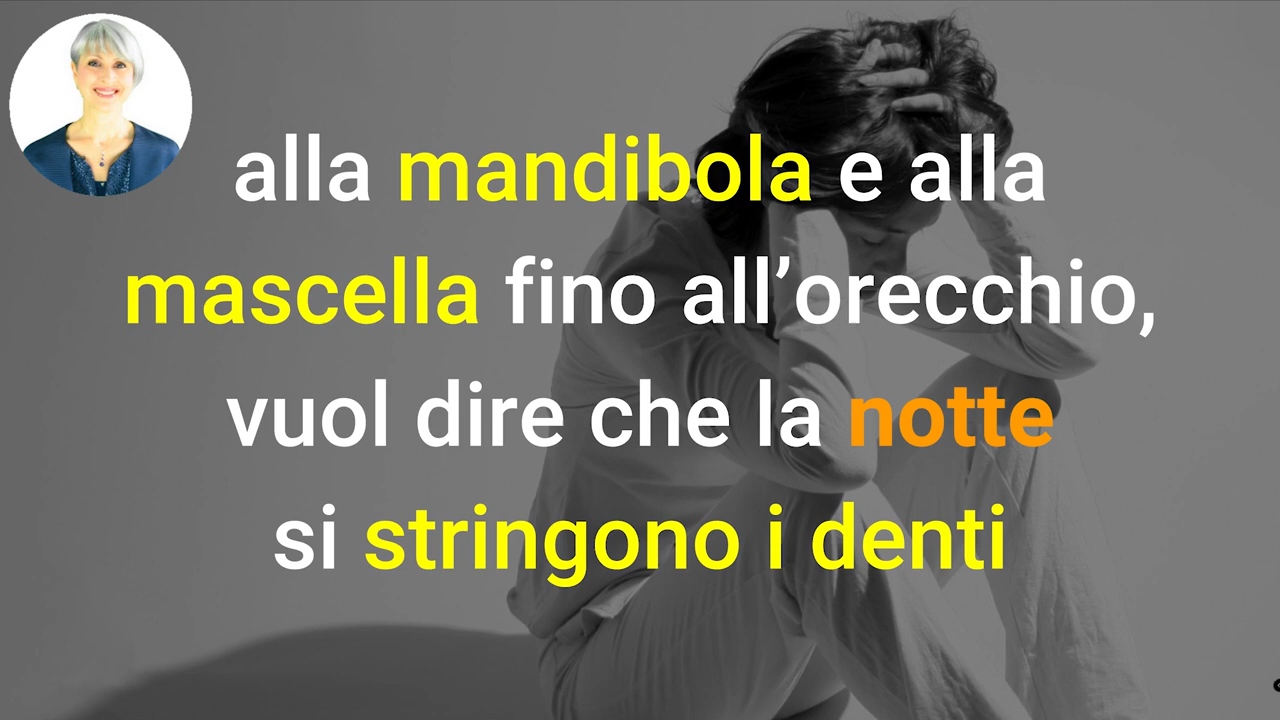 alla mandibola e alla
mascella fino all’orecchio,
vuol dire che la notte
si stringono i denti